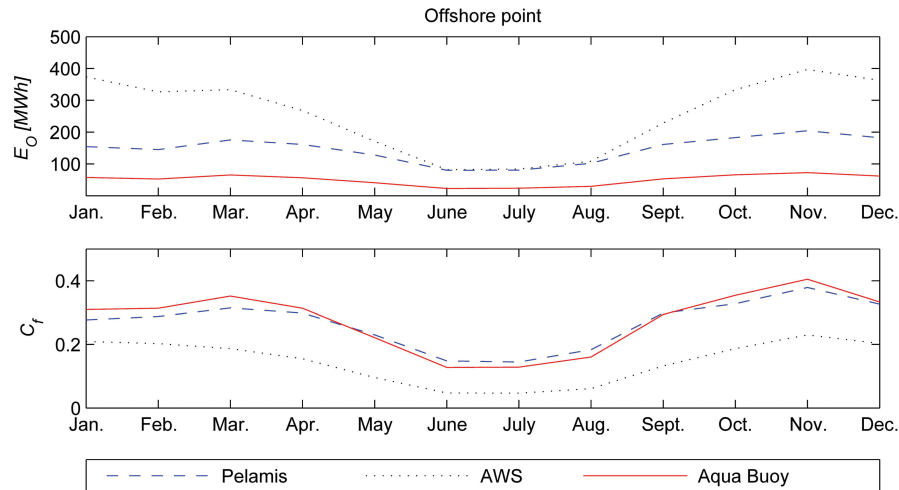 Offshore point
500
400
300
200
100
E_O [MWh]
Jan. Feb. Mar. Apr. May June July Aug. Sept. Oct. Nov. Dec.
0.4
0.2
0
C_f
Jan. Feb. Mar. Apr. May June July Aug. Sept. Oct. Nov. Dec.
Pelamis AWS Aqua Buoy